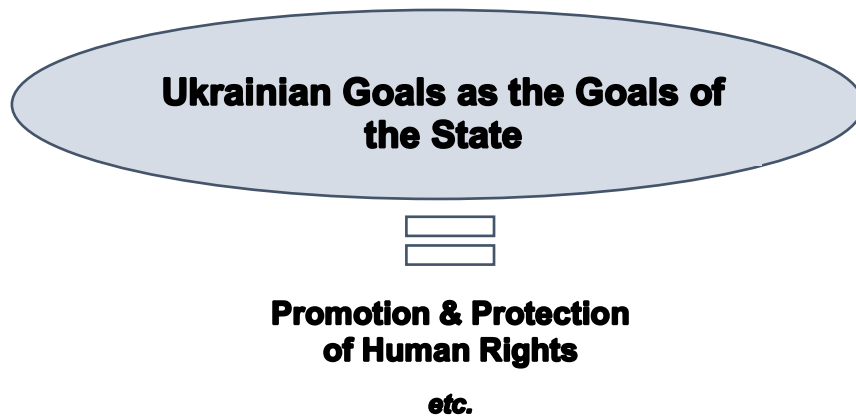 Ukrainian Goals as the Goals of
the State
Promotion & Protection
of Human Rights
etc.